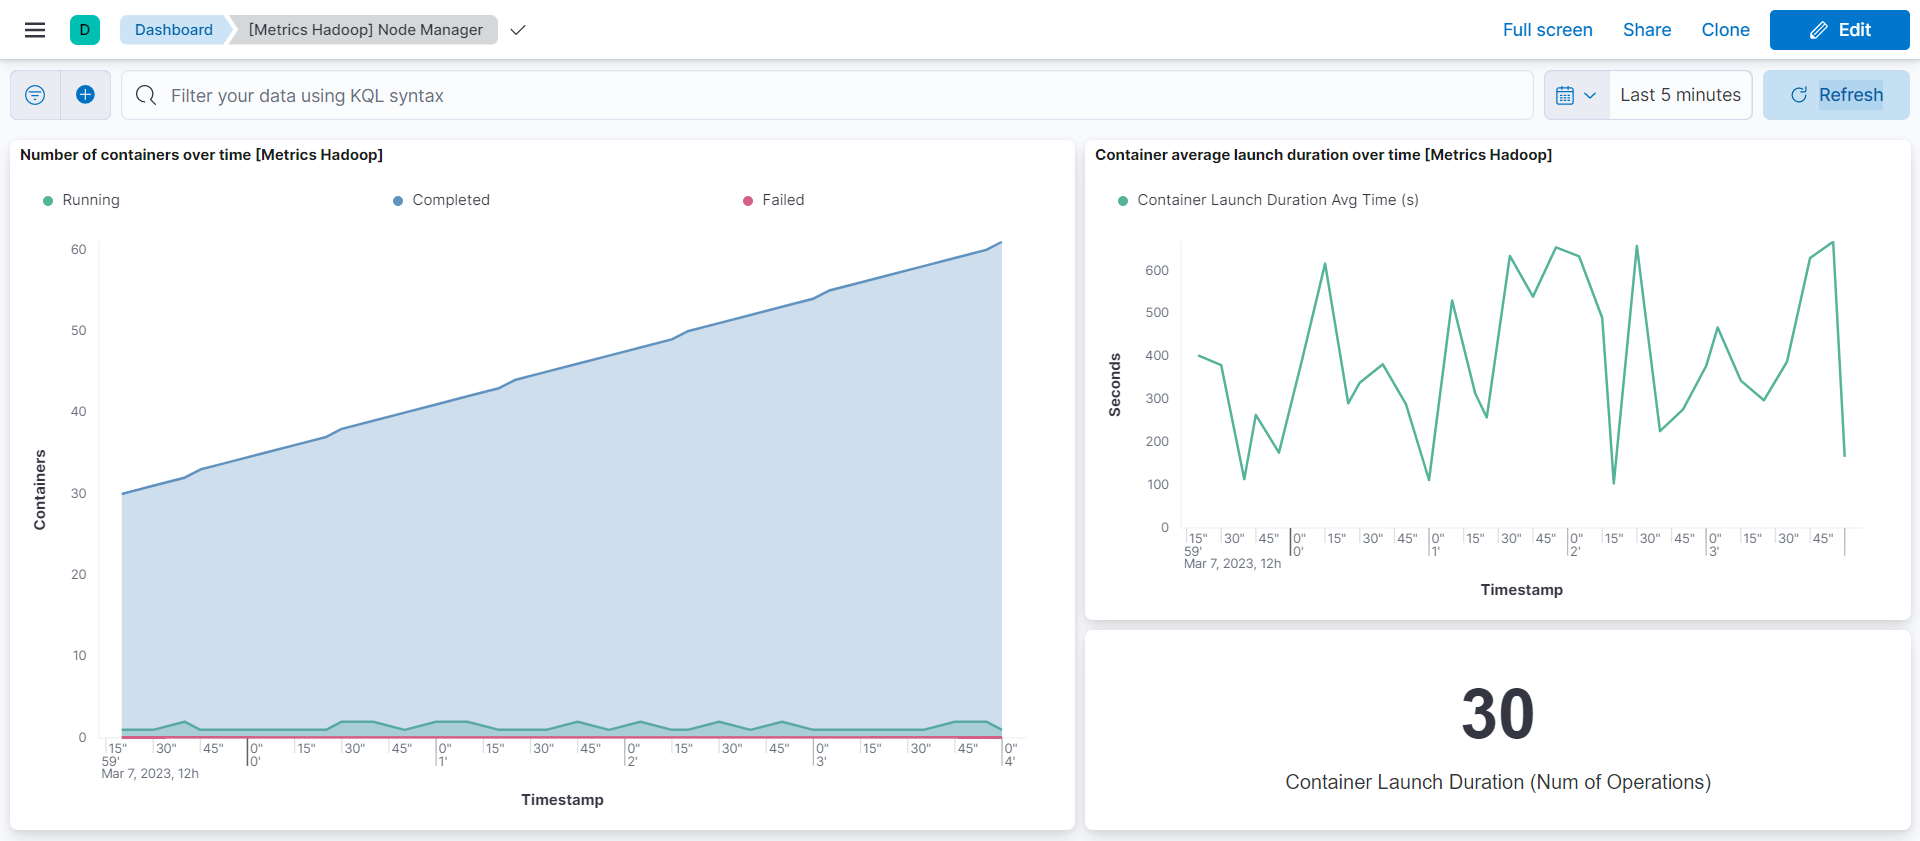 D Dashboard [Metrics Hadoop] Node Manager Full screen Share Clone Edit
Filter your data using KQL syntax Last 5 minutes Refresh
Number of containers over time [Metrics Hadoop]
Running Completed Failed
60
50
40
30
20
10
0
Containers
15" 30" 45" 0" 15" 30" 45" 0" 15" 30" 45" 0" 15" 30" 45" 0" 15" 30" 45" 0"
59' 0' 1' 2' 3' 4'
Mar 7, 2023, 12h
Timestamp
Container average launch duration over time [Metrics Hadoop]
Container Launch Duration Avg Time (s)
600
500
400
300
200
100
0
Seconds
15" 30" 45" 0" 15" 30" 45" 0" 15" 30" 45" 0" 15" 30" 45" 0" 15" 30" 45"
59' 0' 1' 2' 3'
Mar 7, 2023, 12h
Timestamp
30
Container Launch Duration (Num of Operations)